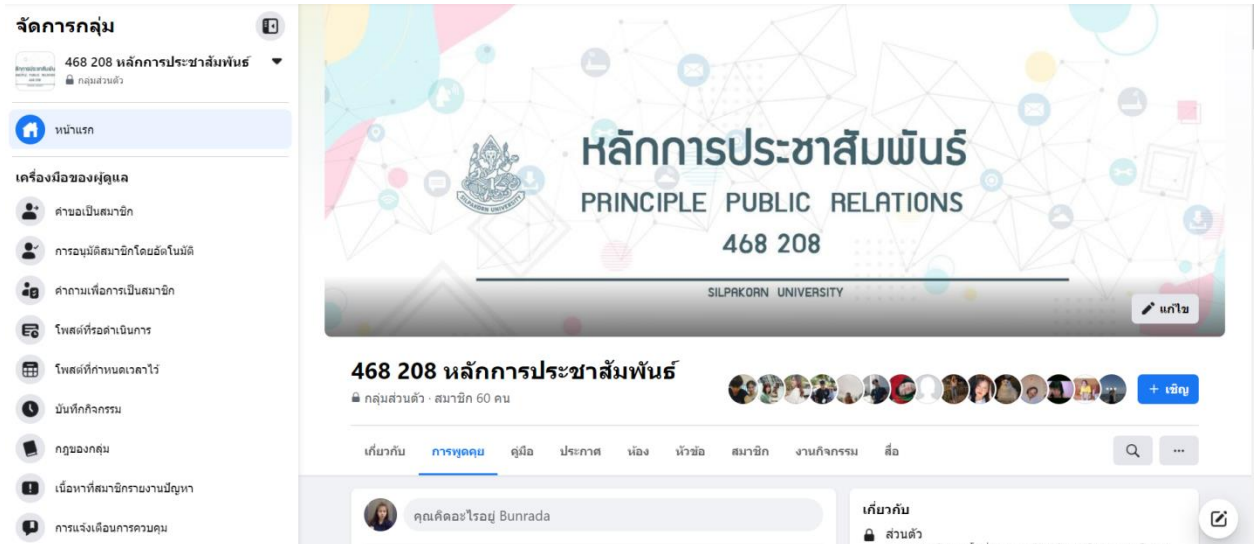 จัดการกลุ่ม
468 208 หลักการประชาสัมพันธ์
กลุ่มส่วนตัว
หน้าแรก
เครื่องมือของผู้ดูแล
คำขอเป็นสมาชิก
การอนุมัติสมาชิกโดยอัตโนมัติ
คำถามเพื่อการเป็นสมาชิก
โพสต์ที่รอดำเนินการ
โพสต์ที่กำหนดเวลาไว้
บันทึกกิจกรรม
กฎของกลุ่ม
เนื้อหาที่สมาชิกรายงานปัญหา
การแจ้งเตือนการควบคุม
หลักการประชาสัมพันธ์
PRINCIPLE PUBLIC RELATIONS
468 208
SILPAKORN UNIVERSITY
SILPAKORN UNIVERSITY
แก้ไข
468 208 หลักการประชาสัมพันธ์
กลุ่มส่วนตัว · สมาชิก 60 คน
+ เชิญ
เกี่ยวกับ การพูดคุย คู่มือ ประกาศ ห้อง หัวข้อ สมาชิก งานกิจกรรม สื่อ
คุณคิดอะไรอยู่ Bunrada
เกี่ยวกับ
ส่วนตัว